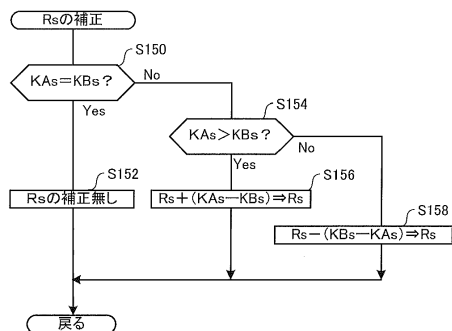 Rsの補正
S150
KAs＝KBs？
No
Yes
S154
KAs＞KBs？
No
Yes
S152
Rsの補正無し
S156
Rs＋(KAs―KBs)⇒Rs
S158
Rs－(KBs―KAs)⇒Rs
戻る